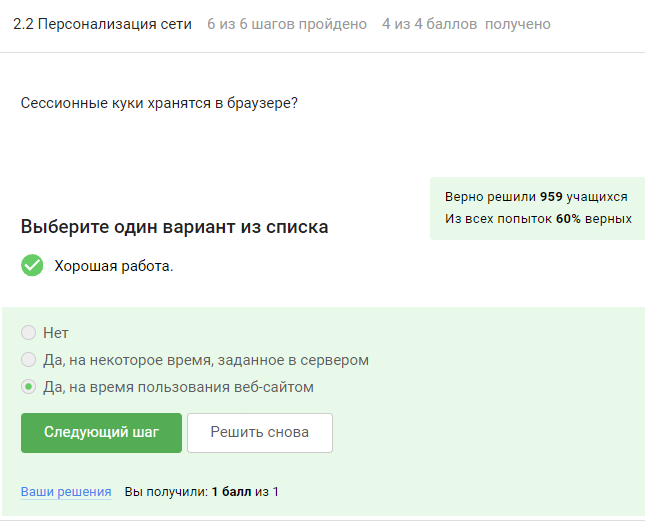 2.2 Персонализация сети 6 из 6 шагов пройдено 4 из 4 баллов получено
Сессионные куки хранятся в браузере?
Верно решили 959 учащихся
Из всех попыток 60% верных
Выберите один вариант из списка
Хорошая работа.
Нет
Да, на некоторое время, заданное в сервером
Да, на время пользования веб-сайтом
Следующий шаг Решить снова
Ваши решения Вы получили: 1 балл из 1